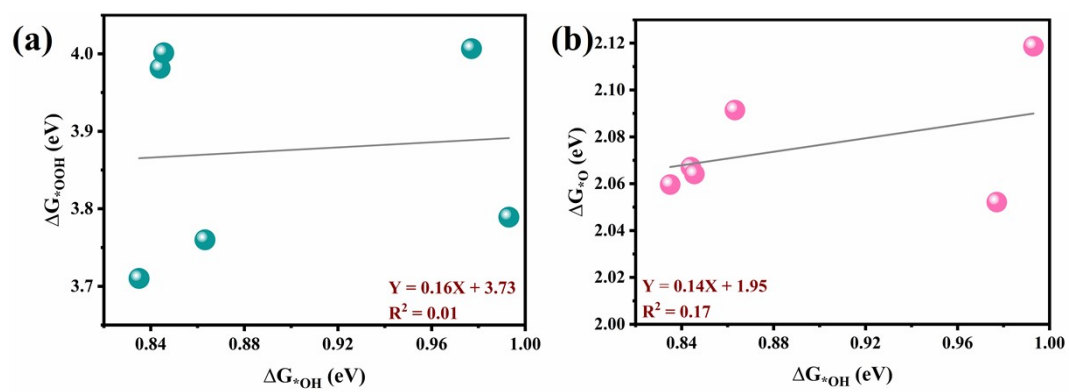 (a)
ΔG*OOH (eV)
4.0
3.9
3.8
3.7
0.84 0.88 0.92 0.96 1.00
ΔG*OH (eV)
Y = 0.16X + 3.73
R² = 0.01
(b)
ΔG*O (eV)
2.12
2.10
2.08
2.06
2.04
2.02
2.00
0.84 0.88 0.92 0.96 1.00
ΔG*OH (eV)
Y = 0.14X + 1.95
R² = 0.17